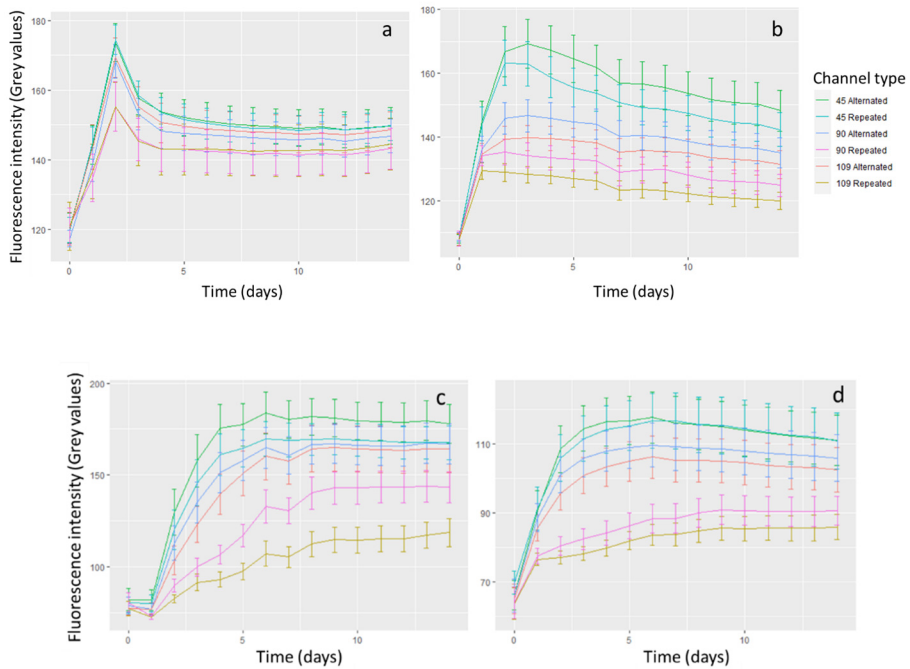 a
Fluorescence intensity (Grey values)
180
160
140
120
0
5
10
Time (days)
b
180
160
140
120
0
5
10
Time (days)
Channel type
45 Alternated
45 Repeated
90 Alternated
90 Repeated
109 Alternated
109 Repeated
c
Fluorescence intensity (Grey values)
200
150
100
0
5
10
Time (days)
d
110
90
70
0
5
10
Time (days)